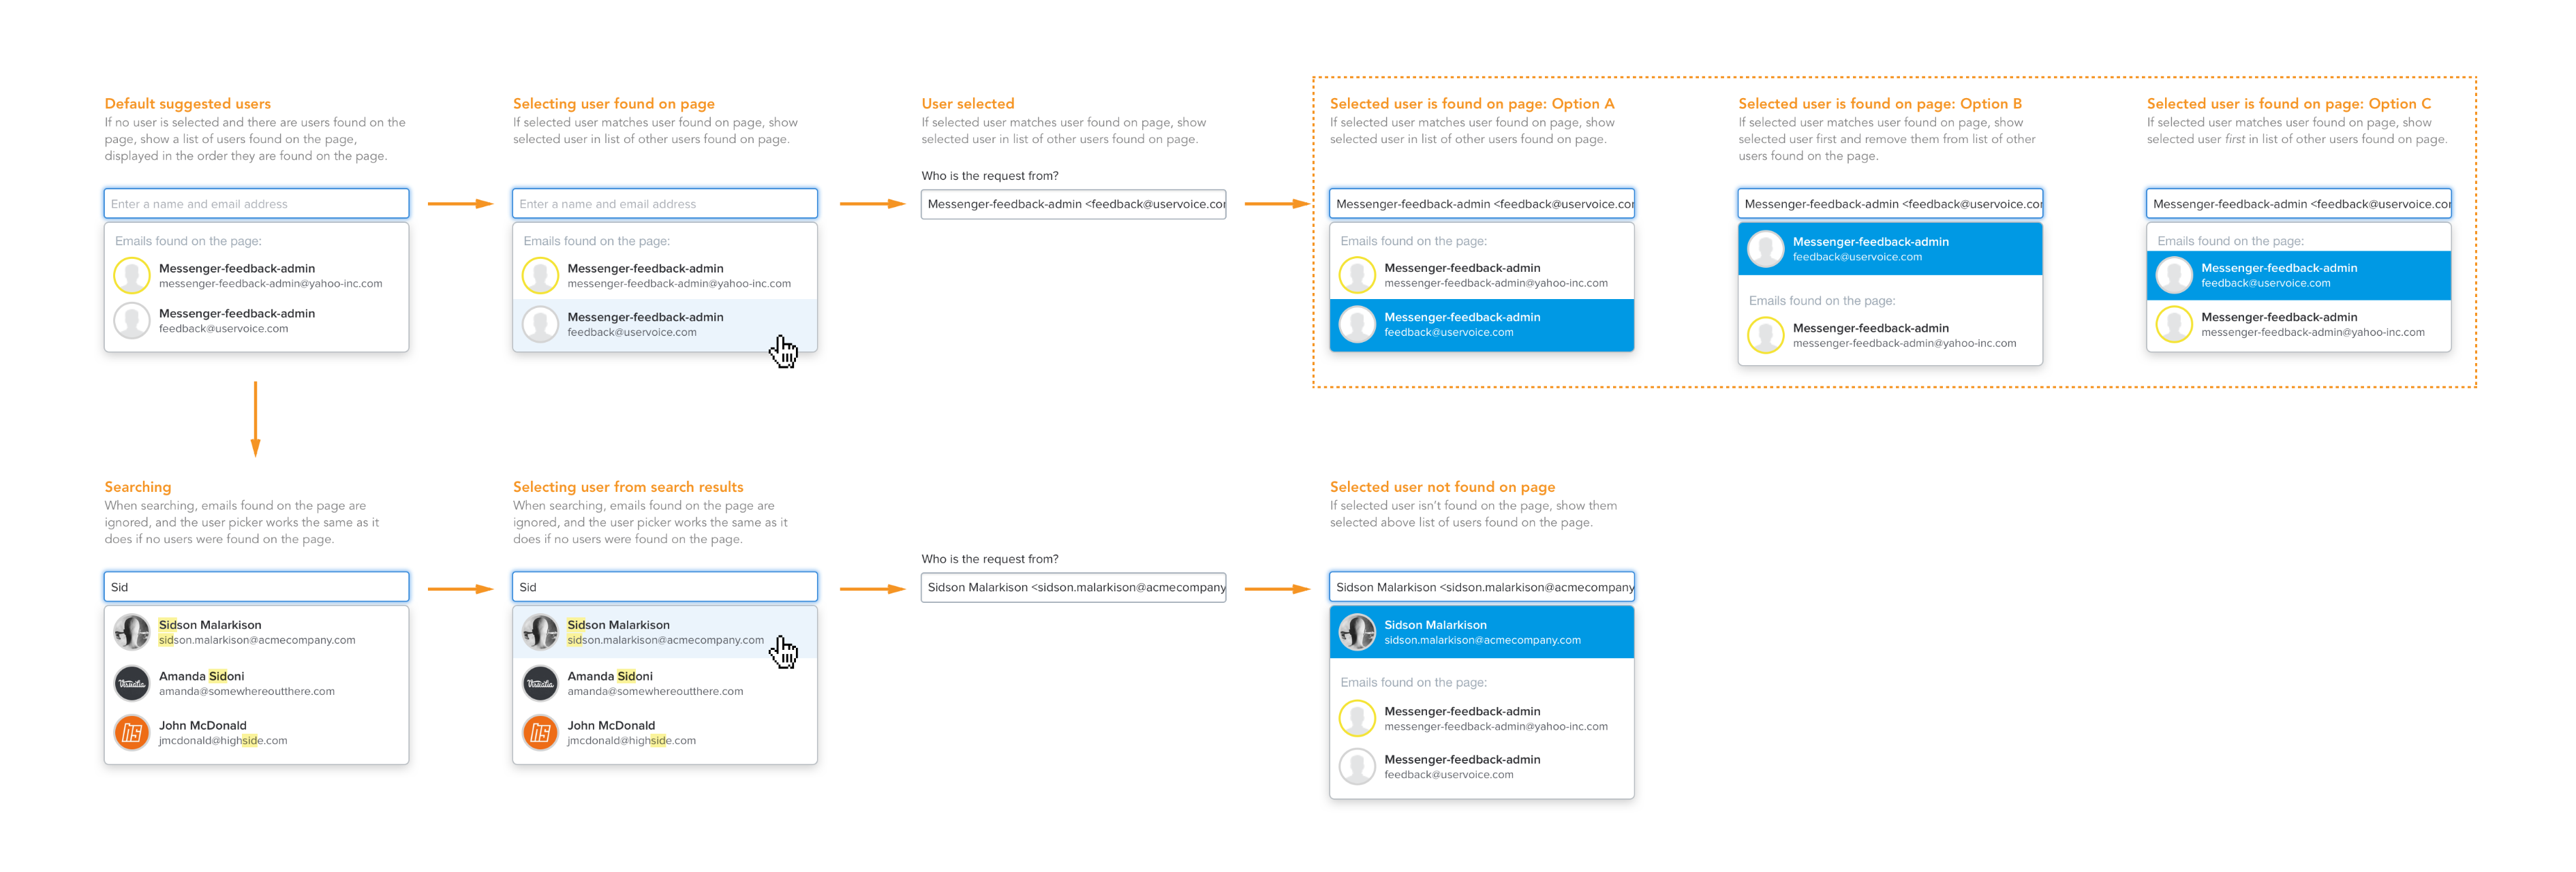 Default suggested users
If no user is selected and there are users found on the
page, show a list of users found on the page,
displayed in the order they are found on the page.
Enter a name and email address
Emails found on the page:
Messenger-feedback-admin
messenger-feedback-admin@yahoo-inc.com
Messenger-feedback-admin
feedback@uservoice.com
Selecting user found on page
If selected user matches user found on page, show
selected user in list of other users found on page.
Enter a name and email address
Emails found on the page:
Messenger-feedback-admin
messenger-feedback-admin@yahoo-inc.com
Messenger-feedback-admin
feedback@uservoice.com
User selected
If selected user matches user found on page, show
selected user in list of other users found on page.
Who is the request from?
Messenger-feedback-admin <feedback@uservoice.cor
Selected user is found on page: Option A
If selected user matches user found on page, show
selected user in list of other users found on page.
Messenger-feedback-admin <feedback@uservoice.cor
Emails found on the page:
Messenger-feedback-admin
messenger-feedback-admin@yahoo-inc.com
Messenger-feedback-admin
feedback@uservoice.com
Selected user is found on page: Option B
If selected user matches user found on page, show
selected user first and remove them from list of other
users found on the page.
Messenger-feedback-admin <feedback@uservoice.cor
Messenger-feedback-admin
feedback@uservoice.com
Emails found on the page:
Messenger-feedback-admin
messenger-feedback-admin@yahoo-inc.com
Selected user is found on page: Option C
If selected user matches user found on page, show
selected user first in list of other users found on page.
Messenger-feedback-admin <feedback@uservoice.cor
Emails found on the page:
Messenger-feedback-admin
feedback@uservoice.com
Messenger-feedback-admin
messenger-feedback-admin@yahoo-inc.com
Searching
When searching, emails found on the page are
ignored, and the user picker works the same as it
does if no users were found on the page.
Sid
Sidson Malarkison
sidson.malarkison@acmecompany.com
Amanda Sidoni
amanda@somewhereoutthere.com
John McDonald
jmcdonald@highside.com
Selecting user from search results
When searching, emails found on the page are
ignored, and the user picker works the same as it
does if no users were found on the page.
Sid
Sidson Malarkison
sidson.malarkison@acmecompany.com
Amanda Sidoni
amanda@somewhereoutthere.com
John McDonald
jmcdonald@highside.com
Who is the request from?
Sidson Malarkison <sidson.malarkison@acmecompany
Selected user not found on page
If selected user isn't found on the page, show them
selected above list of users found on the page.
Sidson Malarkison <sidson.malarkison@acmecompany
Sidson Malarkison
sidson.malarkison@acmecompany.com
Emails found on the page:
Messenger-feedback-admin
messenger-feedback-admin@yahoo-inc.com
Messenger-feedback-admin
feedback@uservoice.com